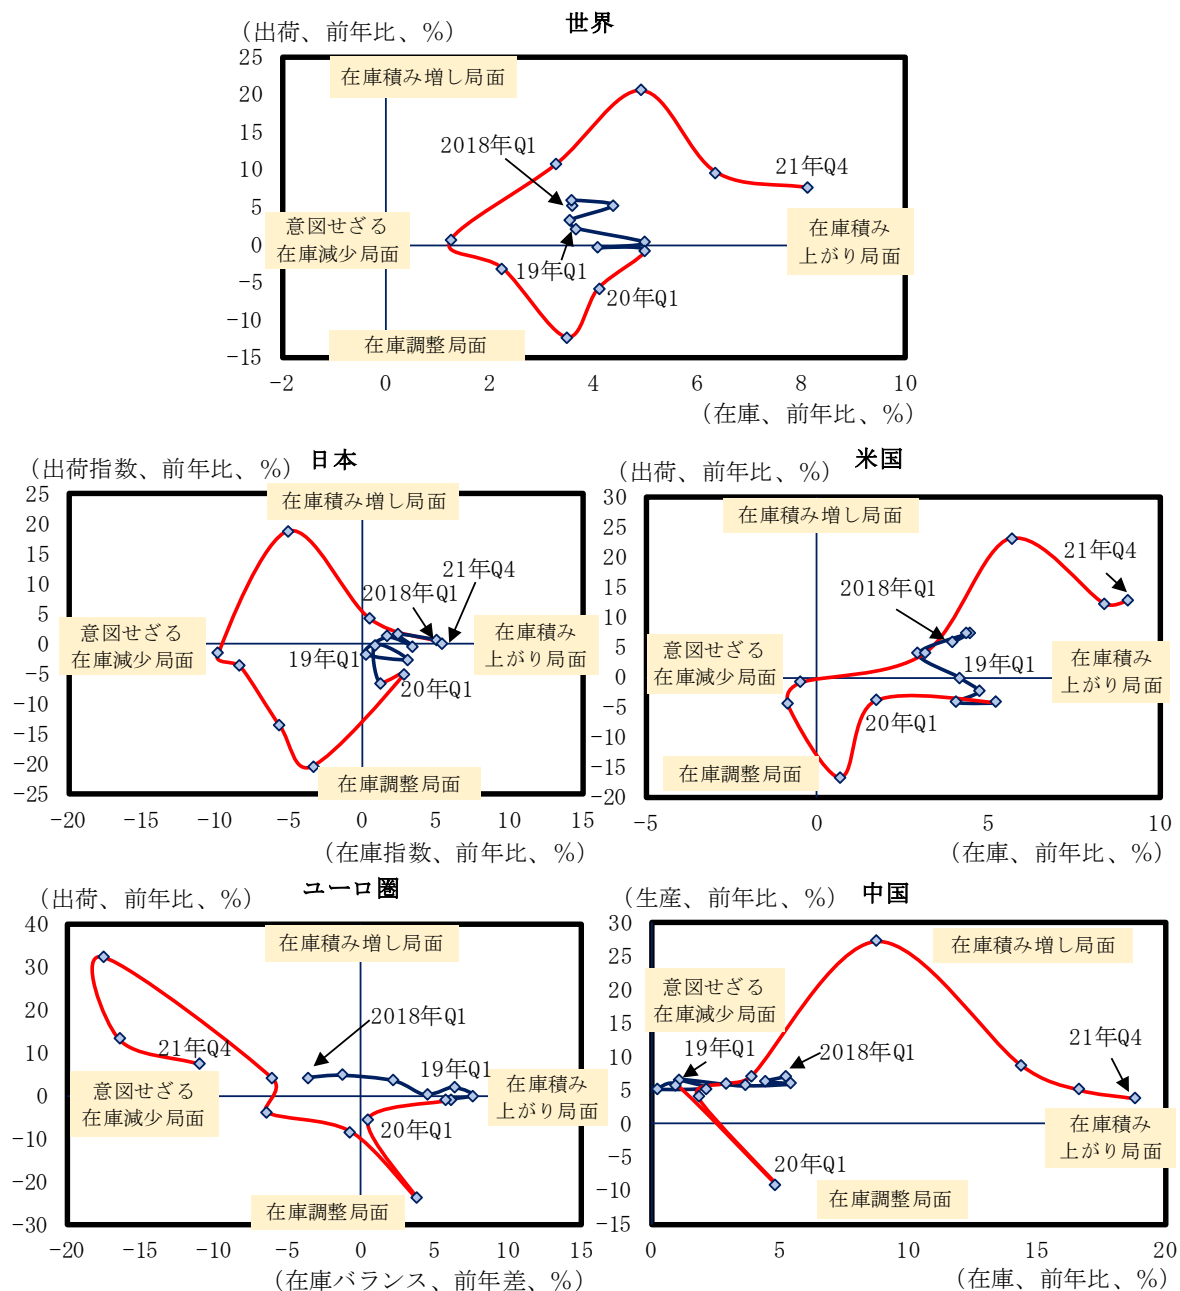 世界
（出荷、前年比、%）
25
20
15
10
5
0
−5
−10
−15
在庫積み増し局面
2018年Q1
21年Q4
意図せざる
在庫減少局面
在庫積み
上がり局面
19年Q1
20年Q1
在庫調整局面
−2
0
2
4
6
8
10
（在庫、前年比、%）
日本
（出荷指数、前年比、%）
25
20
15
10
5
0
−5
−10
−15
−20
−25
在庫積み増し局面
21年Q4
2018年Q1
意図せざる
在庫減少局面
在庫積み
上がり局面
19年Q1
20年Q1
在庫調整局面
−20
−15
−10
−5
0
5
10
15
（在庫指数、前年比、%）
米国
（出荷、前年比、%）
30
25
20
15
10
5
0
−5
−10
−15
−20
在庫積み増し局面
21年Q4
2018年Q1
意図せざる
在庫減少局面
19年Q1
在庫積み
上がり局面
20年Q1
在庫調整局面
−5
0
5
10
（在庫、前年比、%）
ユーロ圏
（出荷、前年比、%）
40
30
20
10
0
−10
−20
−30
在庫積み増し局面
2018年Q1
21年Q4
19年Q1
意図せざる
在庫減少局面
在庫積み
上がり局面
20年Q1
在庫調整局面
−20
−15
−10
−5
0
5
10
15
（在庫バランス、前年差、%）
中国
（生産、前年比、%）
30
25
20
15
10
5
0
−5
−10
−15
在庫積み増し局面
意図せざる
在庫減少局面
21年Q4
19年Q1
2018年Q1
在庫積み
上がり局面
20年Q1
在庫調整局面
0
5
10
15
20
（在庫、前年比、%）